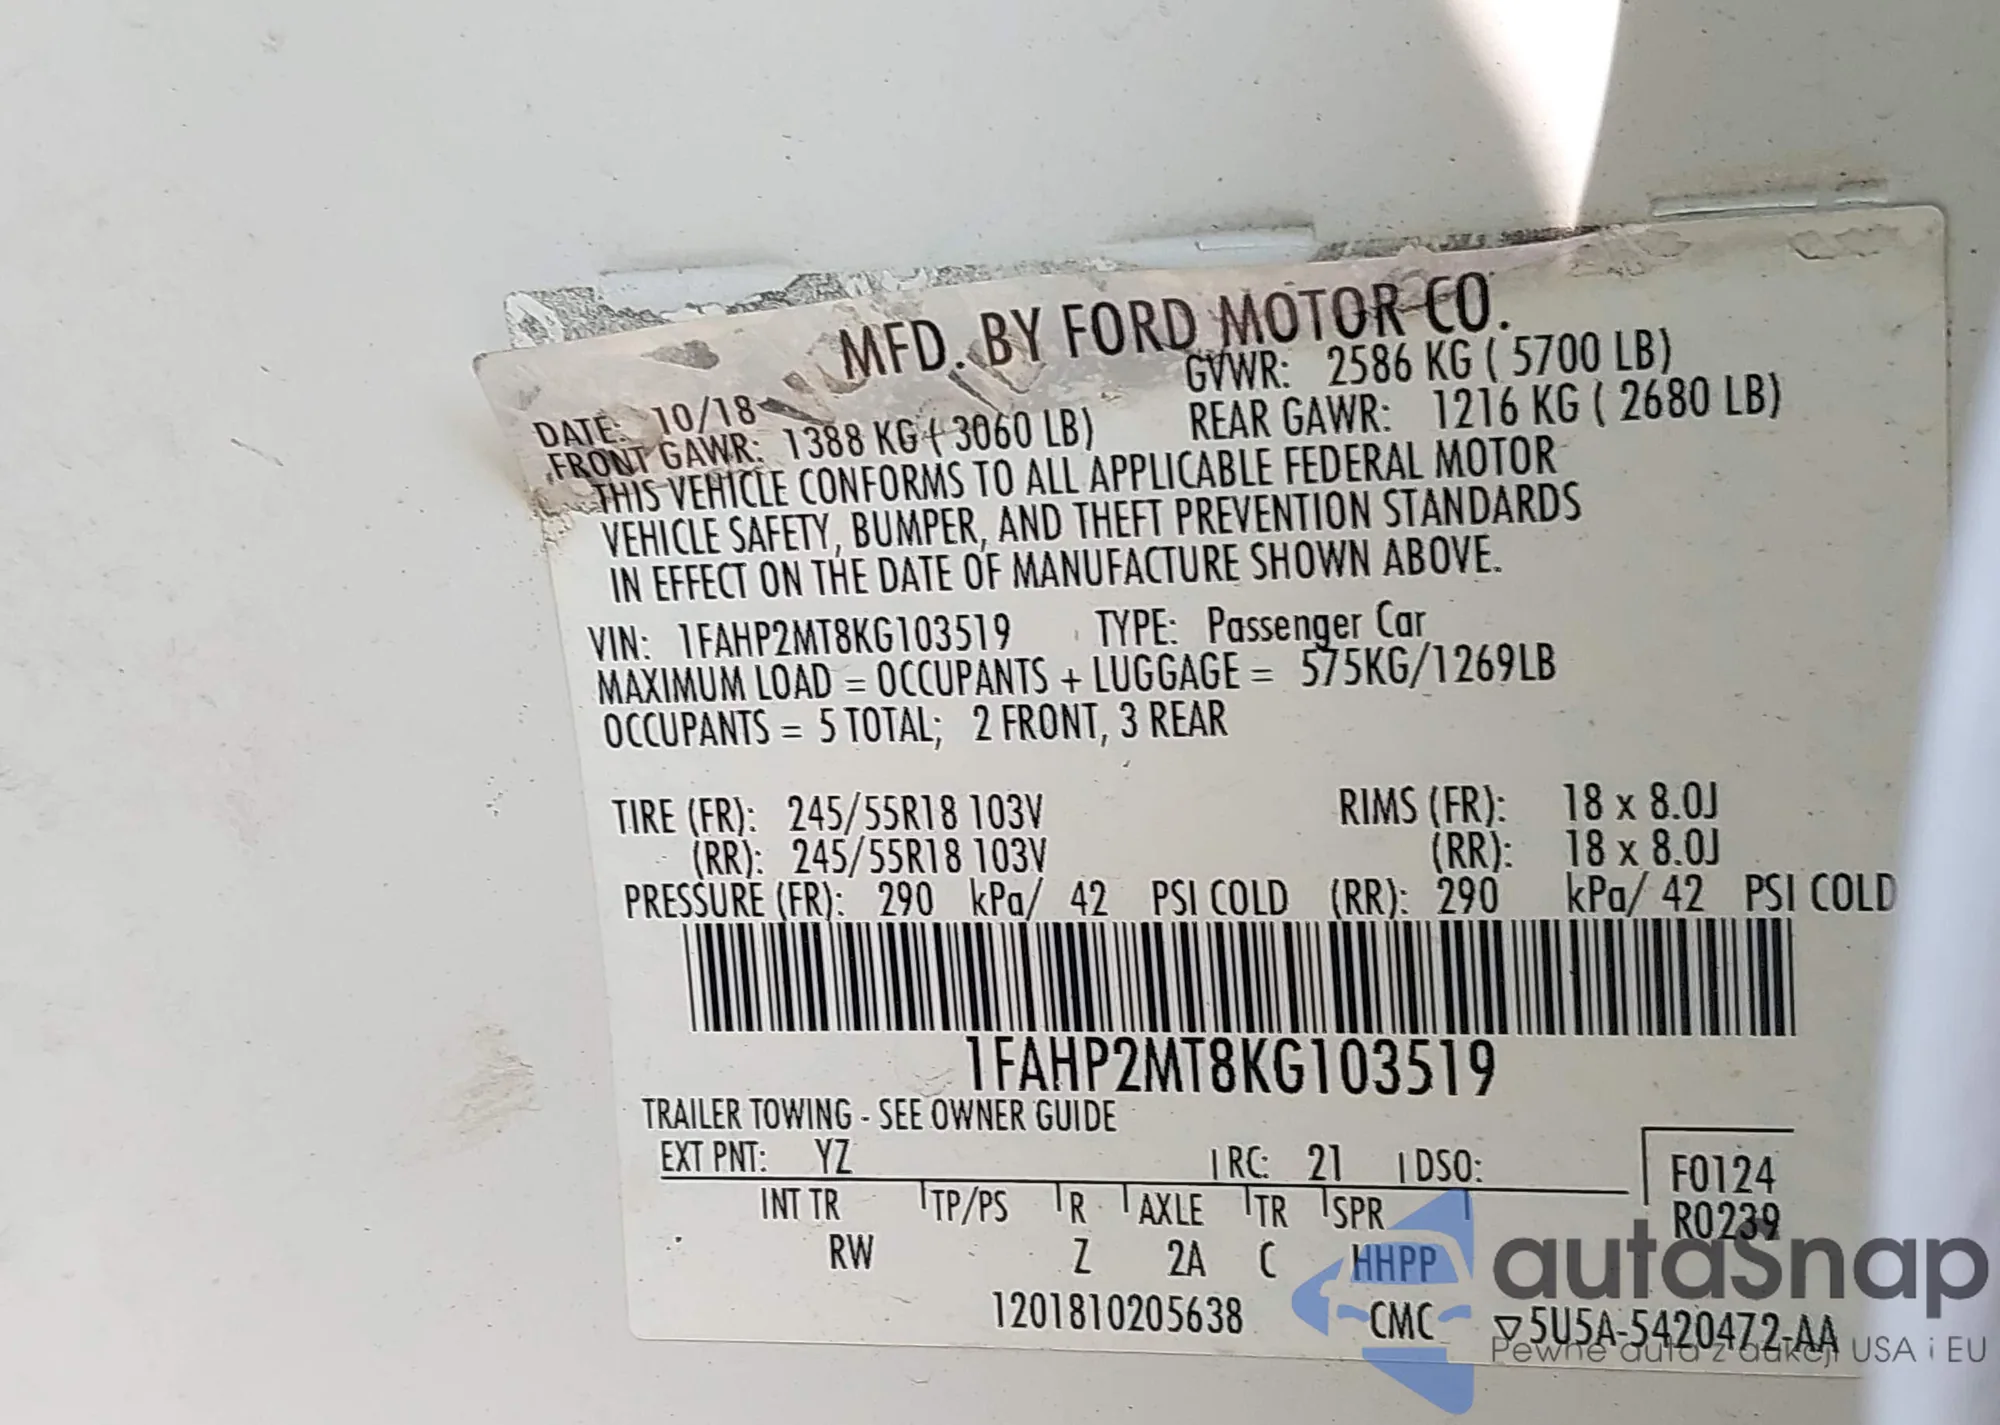 MFD. BY FORD MOTOR CO.
DATE: 10/18 GVWR: 2586 KG ( 5700 LB)
FRONT GAWR: 1388 KG ( 3060 LB) REAR GAWR: 1216 KG ( 2680 LB)
THIS VEHICLE CONFORMS TO ALL APPLICABLE FEDERAL MOTOR
VEHICLE SAFETY, BUMPER, AND THEFT PREVENTION STANDARDS
IN EFFECT ON THE DATE OF MANUFACTURE SHOWN ABOVE.
VIN: 1FAHP2MT8KG103519 TYPE: Passenger Car
MAXIMUM LOAD = OCCUPANTS + LUGGAGE = 575KG/1269LB
OCCUPANTS = 5 TOTAL; 2 FRONT, 3 REAR
TIRE (FR): 245/55R18 103V RIMS (FR): 18 x 8.0J
(RR): 245/55R18 103V (RR): 18 x 8.0J
PRESSURE (FR): 290 kPa/ 42 PSI COLD (RR): 290 kPa/ 42 PSI COLD
1FAHP2MT8KG103519
TRAILER TOWING - SEE OWNER GUIDE
EXT PNT: YZ RC: 21 DSO: F0124
INT TR TP/PS R AXLE TR SPR R0239
RW Z 2A C HHPP
1201810205638 CMC 5U5A-5420472-AA
autaSnap
Pewne auta z aukcji USA i EU